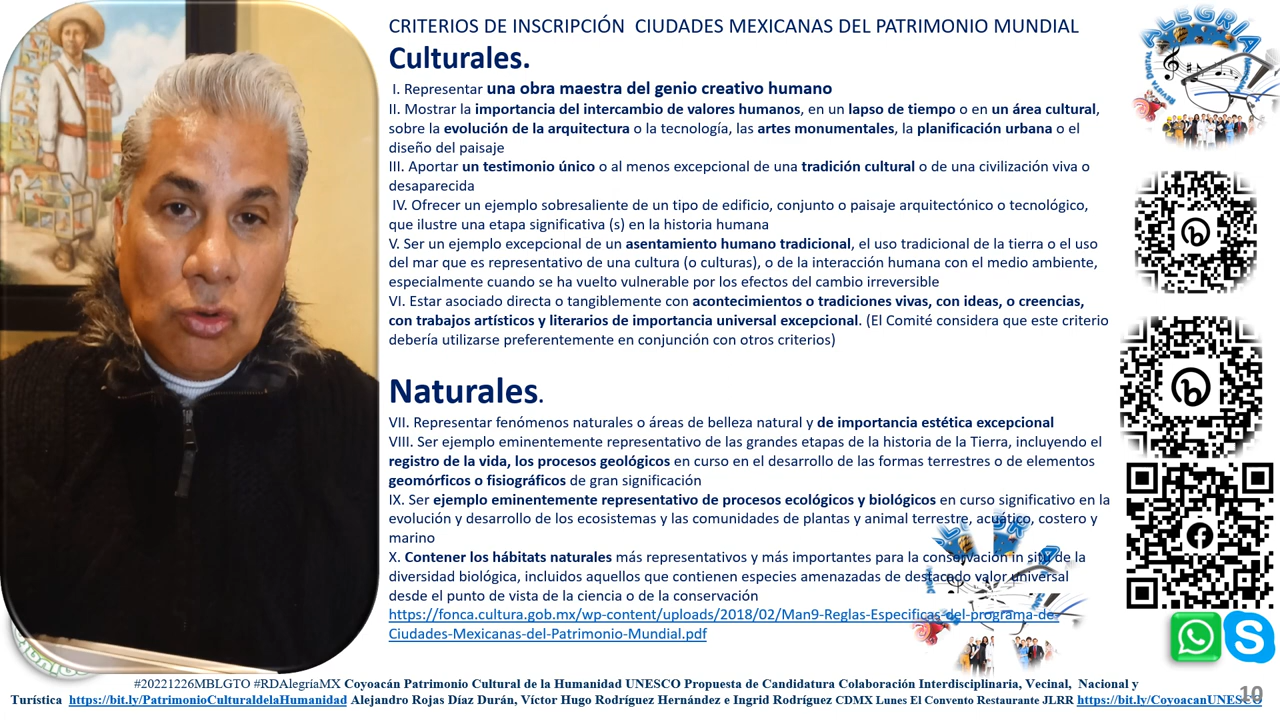 CRITERIOS DE INSCRIPCIÓN CIUDADES MEXICANAS DEL PATRIMONIO MUNDIAL
Culturales.
I. Representar una obra maestra del genio creativo humano
II. Mostrar la importancia del intercambio de valores humanos, en un lapso de tiempo o en un área cultural,
sobre la evolución de la arquitectura o la tecnología, las artes monumentales, la planificación urbana o el
diseño del paisaje
III. Aportar un testimonio único o al menos excepcional de una tradición cultural o de una civilización viva o
desaparecida
IV. Ofrecer un ejemplo sobresaliente de un tipo de edificio, conjunto o paisaje arquitectónico o tecnológico,
que ilustre una etapa significativa (s) en la historia humana
V. Ser un ejemplo excepcional de un asentamiento humano tradicional, el uso tradicional de la tierra o el uso
del mar que es representativo de una cultura (o culturas), o de la interacción humana con el medio ambiente,
especialmente cuando se ha vuelto vulnerable por los efectos del cambio irreversible
VI. Estar asociado directa o tangiblemente con acontecimientos o tradiciones vivas, con ideas, o creencias,
con trabajos artísticos y literarios de importancia universal excepcional. (El Comité considera que este criterio
debería utilizarse preferentemente en conjunción con otros criterios)
Naturales.
VII. Representar fenómenos naturales o áreas de belleza natural y de importancia estética excepcional
VIII. Ser ejemplo eminentemente representativo de las grandes etapas de la historia de la Tierra, incluyendo el
registro de la vida, los procesos geológicos en curso en el desarrollo de las formas terrestres o de elementos
geomórficos o fisiográficos de gran significación
IX. Ser ejemplo eminentemente representativo de procesos ecológicos y biológicos en curso significativo en la
evolución y desarrollo de los ecosistemas y las comunidades de plantas y animal terrestre, acuático, costero y
marino
X. Contener los hábitats naturales más representativos y más importantes para la conservación in situ de la
diversidad biológica, incluidos aquellos que contienen especies amenazadas de destacado valor universal
desde el punto de vista de la ciencia o de la conservación
https://fonca.cultura.gob.mx/wp-content/uploads/2018/02/Man9-Reglas-Especificas-del-programa-de-
Ciudades-Mexicanas-del-Patrimonio-Mundial.pdf
ALEGRÍA
Revista Digital
#20221226MBLGTO #RDAlegríaMX Coyoacán Patrimonio Cultural de la Humanidad UNESCO Propuesta de Candidatura Colaboración Interdisciplinaria, Vecinal, Nacional y
Turística https://bit.ly/PatrimonioCulturaldelaHumanidad Alejandro Rojas Díaz Durán, Víctor Hugo Rodríguez Hernández e Ingrid Rodríguez CDMX Lunes El Convento Restaurante JLRR https://bit.ly/CoyoacanUNESCO
10